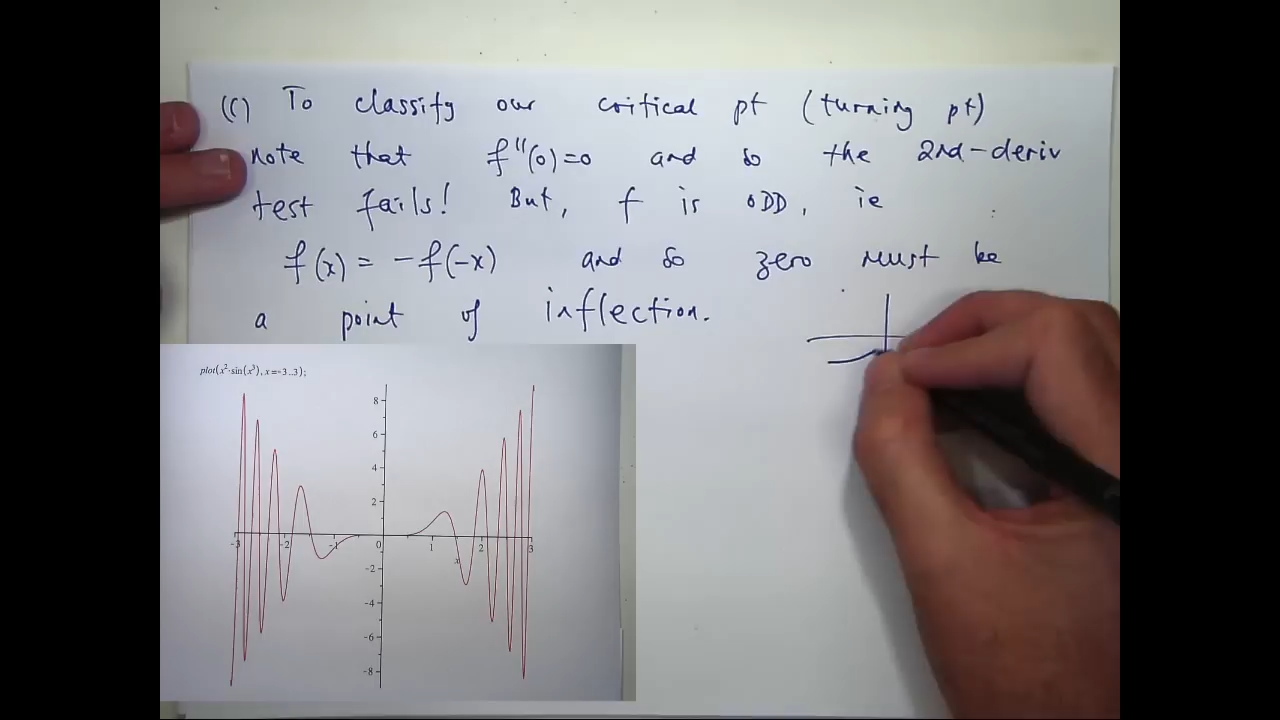 (c) To classify our critical pt (turning pt)
note that f''(0)=0 and so the 2nd-deriv
test fails! But, f is ODD, ie
f(x) = -f(-x) and so zero must be
a point of inflection.
plot(x²·sin(x³), x=-3..3);
8
6
4
2
-3 -2 -1 0 1 2 3
x
-2
-4
-6
-8